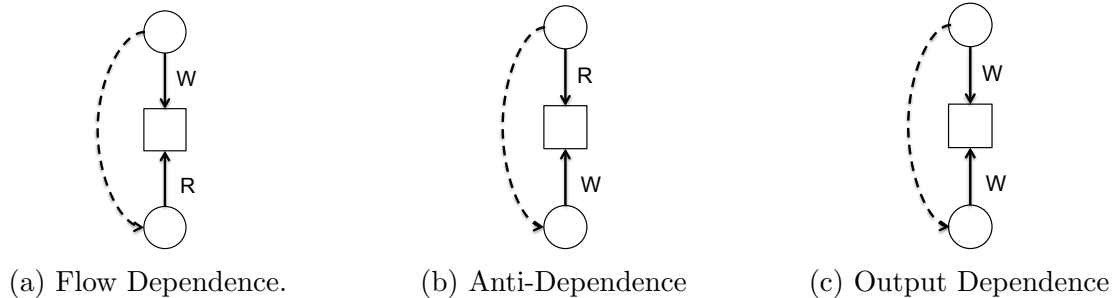 W
R
R
W
W
W
(a) Flow Dependence.
(b) Anti-Dependence
(c) Output Dependence